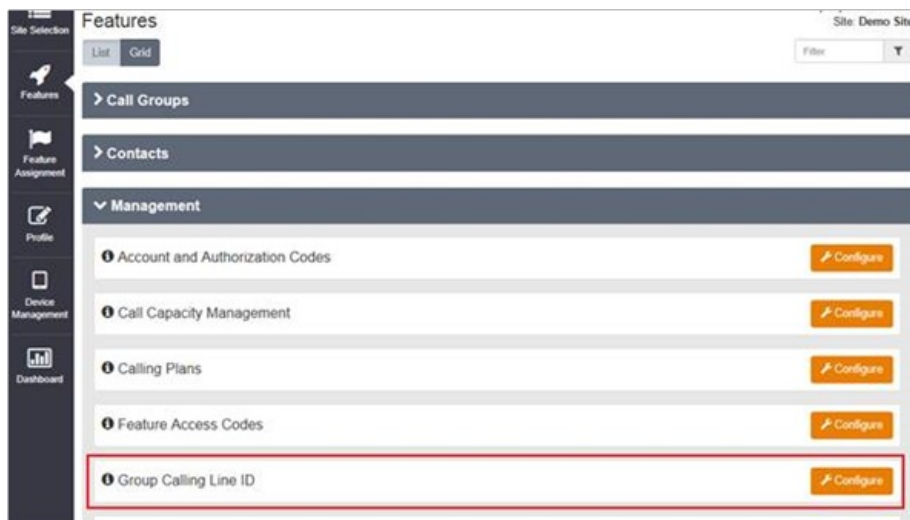 Site Selection
Features
Site: Demo Site
List Grid
Filter
Features
Call Groups
Feature Assignment
Contacts
Profile
Management
Account and Authorization Codes Configure
Device Management
Call Capacity Management Configure
Dashboard
Calling Plans Configure
Feature Access Codes Configure
Group Calling Line ID Configure